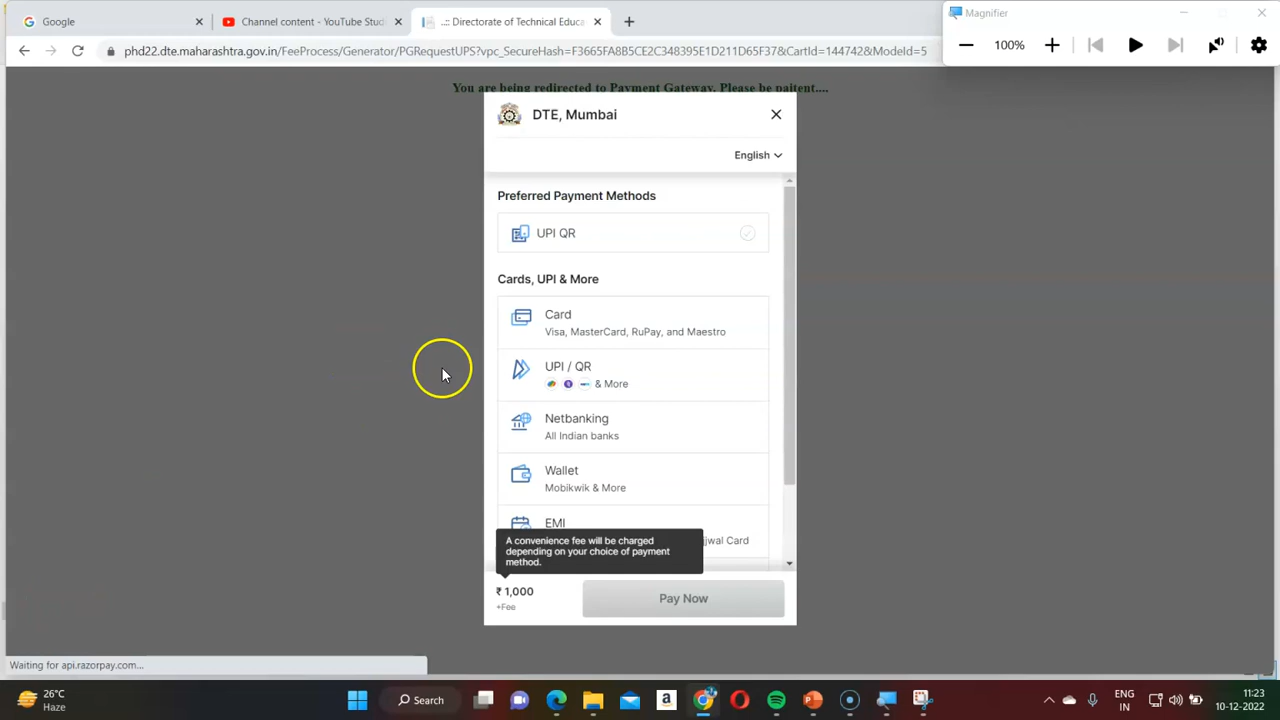 Google
Channel content - YouTube Stud
..:: Directorate of Technical Educa
Magnifier
100%
phd22.dte.maharashtra.gov.in/FeeProcess/Generator/PGRequestUPS?vpc_SecureHash=F3665FA8B5CE2C348395E1D211D65F37&CartId=144742&ModeId=5
You are being redirected to Payment Gateway. Please be paitent....
DTE, Mumbai
English
Preferred Payment Methods
UPI QR
Cards, UPI & More
Card
Visa, MasterCard, RuPay, and Maestro
UPI / QR
& More
Netbanking
All Indian banks
Wallet
Mobikwik & More
EMI
jjwal Card
A convenience fee will be charged
depending on your choice of payment
method.
₹ 1,000
+Fee
Pay Now
Waiting for api.razorpay.com...
26°C
Haze
Search
ENG
IN
11:23
10-12-2022